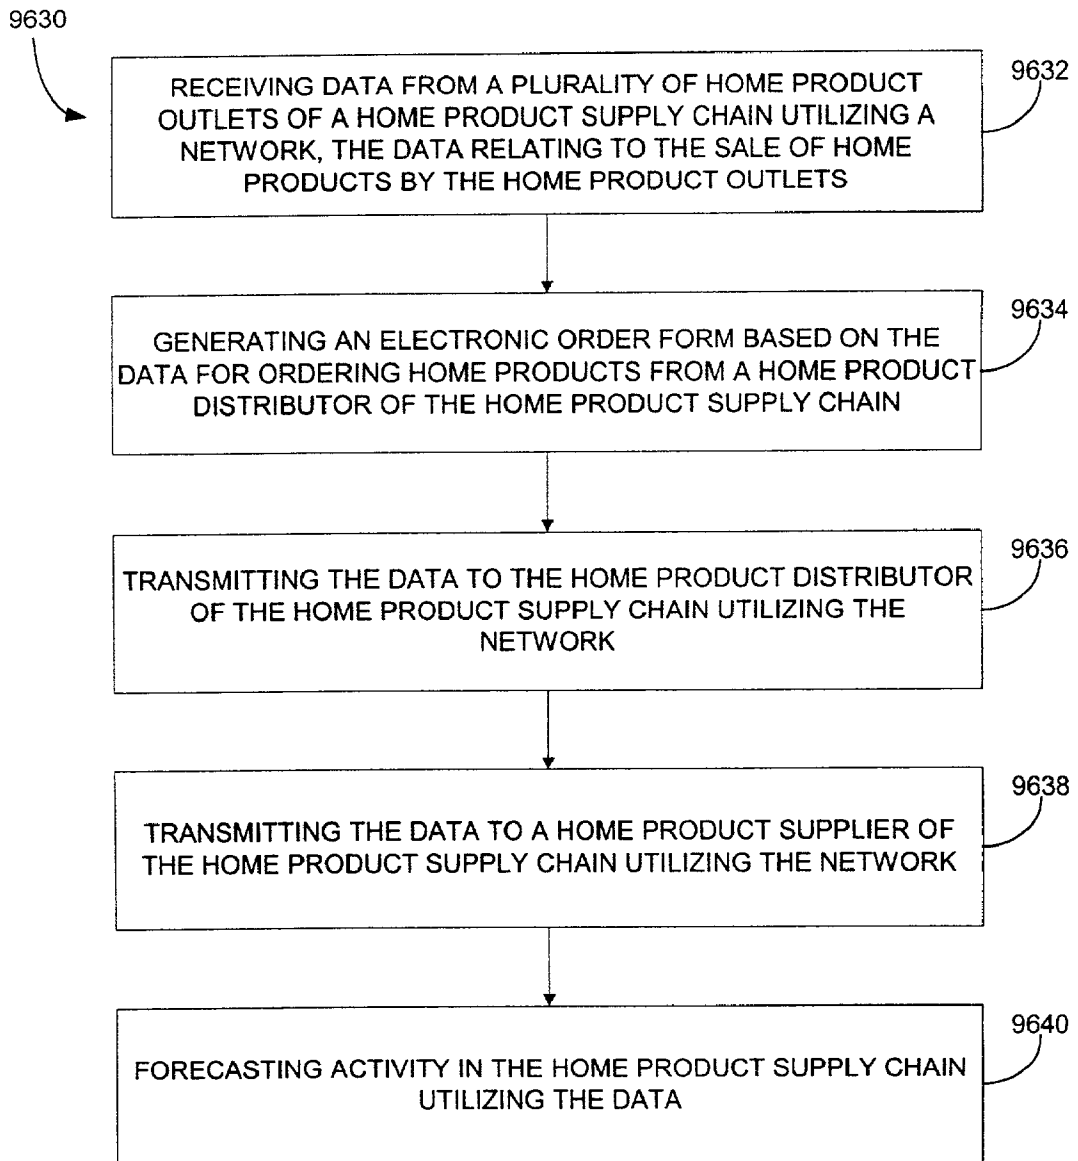 9630
9632
RECEIVING DATA FROM A PLURALITY OF HOME PRODUCT
OUTLETS OF A HOME PRODUCT SUPPLY CHAIN UTILIZING A
NETWORK, THE DATA RELATING TO THE SALE OF HOME
PRODUCTS BY THE HOME PRODUCT OUTLETS
9634
GENERATING AN ELECTRONIC ORDER FORM BASED ON THE
DATA FOR ORDERING HOME PRODUCTS FROM A HOME PRODUCT
DISTRIBUTOR OF THE HOME PRODUCT SUPPLY CHAIN
9636
TRANSMITTING THE DATA TO THE HOME PRODUCT DISTRIBUTOR
OF THE HOME PRODUCT SUPPLY CHAIN UTILIZING THE
NETWORK
9638
TRANSMITTING THE DATA TO A HOME PRODUCT SUPPLIER OF
THE HOME PRODUCT SUPPLY CHAIN UTILIZING THE NETWORK
9640
FORECASTING ACTIVITY IN THE HOME PRODUCT SUPPLY CHAIN
UTILIZING THE DATA